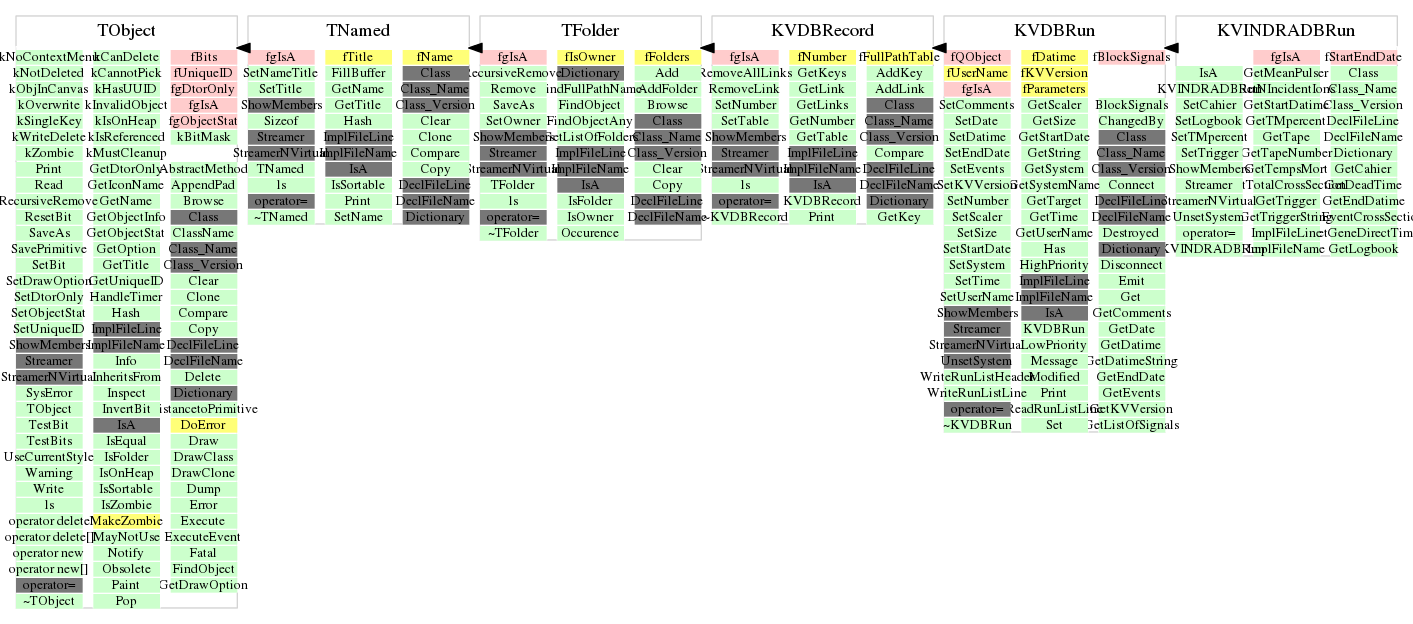 TObject
kNoContextMenu kCanDelete fBits
kNotDeleted kCannotPick fUniqueID
kObjInCanvas kHasUUID fgDtorOnly
kOverwrite kInvalidObject fgIsA
kSingleKey kIsOnHeap fgObjectStat
kWriteDelete kIsReferenced kBitMask
kZombie kMustCleanup
Print GetDtorOnly AbstractMethod
Read GetIconName AppendPad
RecursiveRemove GetName Browse
ResetBit GetObjectInfo Class
SaveAs GetObjectStat ClassName
SavePrimitive GetOption Class_Name
SetBit GetTitle Class_Version
SetDrawOption GetUniqueID Clear
SetDtorOnly HandleTimer Clone
SetObjectStat Hash Compare
SetUniqueID ImplFileLine Copy
ShowMembers ImplFileName DeclFileLine
Streamer Info DeclFileName
StreamerNVirtual InheritsFrom Delete
SysError Inspect Dictionary
TObject InvertBit istancetoPrimitive
TestBit IsA DoError
TestBits IsEqual Draw
UseCurrentStyle IsFolder DrawClass
Warning IsOnHeap DrawClone
Write IsSortable Dump
ls IsZombie Error
operator delete MakeZombie Execute
operator delete[] MayNotUse ExecuteEvent
operator new Notify Fatal
operator new[] Obsolete FindObject
operator= Paint GetDrawOption
~TObject Pop
TNamed
fgIsA fTitle fName
SetNameTitle FillBuffer Class
SetTitle GetName Class_Name
ShowMembers GetTitle Class_Version
Sizeof Hash Clear
Streamer ImplFileLine Clone
StreamerNVirtual ImplFileName Compare
TNamed IsA Copy
ls IsSortable DeclFileLine
operator= Print DeclFileName
~TNamed SetName Dictionary
TFolder
fgIsA fIsOwner fFolders
RecursiveRemove Dictionary Add
Remove FindFullPathName AddFolder
SaveAs FindObject Browse
SetOwner FindObjectAny Class
ShowMembers GetListOfFolders Class_Name
Streamer ImplFileLine Class_Version
StreamerNVirtual ImplFileName Clear
TFolder IsA Copy
ls IsFolder DeclFileLine
operator= IsOwner DeclFileName
~TFolder Occurence
KVDBRecord
fgIsA fNumber fFullPathTable
RemoveAllLinks GetKeys AddKey
RemoveLink GetLink AddLink
SetNumber GetLinks Class
SetTable GetNumber Class_Name
ShowMembers GetTable Class_Version
Streamer ImplFileLine Compare
StreamerNVirtual ImplFileName DeclFileLine
ls IsA DeclFileName
operator= KVDBRecord Dictionary
~KVDBRecord Print GetKey
KVDBRun
fQObject fDatime fBlockSignals
fUserName fKVVersion
fgIsA fParameters
SetComments GetScaler BlockSignals
SetDate GetSize ChangedBy
SetDatime GetStartDate Class
SetEndDate GetString Class_Name
SetEvents GetSystem Class_Version
SetKVVersion GetSystemName Connect
SetNumber GetTarget DeclFileLine
SetScaler GetTime DeclFileName
SetSize GetUserName Destroyed
SetStartDate Has Dictionary
SetSystem HighPriority Disconnect
SetTime ImplFileLine Emit
SetUserName ImplFileName Get
ShowMembers IsA GetComments
Streamer KVDBRun GetDate
StreamerNVirtual LowPriority GetDatime
UnsetSystem Message GetDatimeString
WriteRunListHeader Modified GetEndDate
WriteRunListLine Print GetEvents
operator= ReadRunListLine GetKVVersion
~KVDBRun Set GetListOfSignals
KVINDRADBRun
fgIsA fStartEndDate
IsA GetMeanPulser Class
KVINDRADBRun Class_Name
SetCahier GetStartDatime Class_Version
SetLogbook GetTMpercent DeclFileLine
SetTMpercent GetTape DeclFileName
SetTrigger GetTapeNumber Dictionary
ShowMembers GetTempsMort GetCahier
Streamer GetDeadTime
StreamerNVirtual GetTrigger GetEndDatime
UnsetSystem GetTriggerString
operator= ImplFileLine
ImplFileName GetLogbook